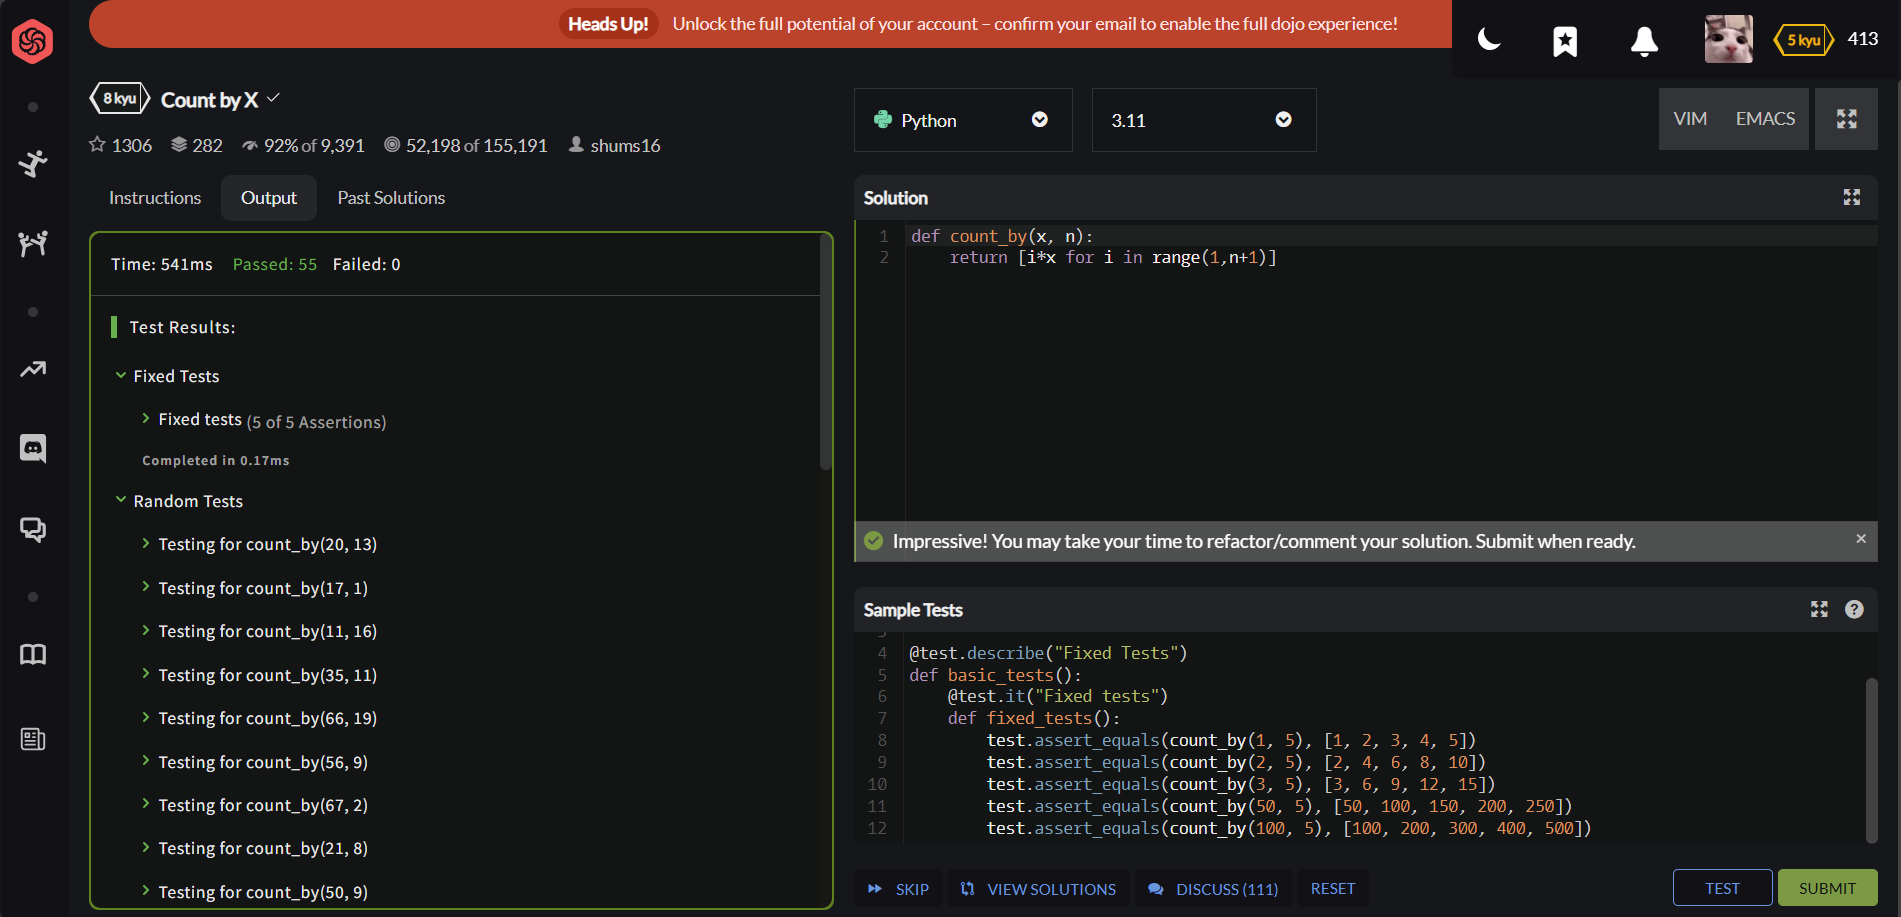 Heads Up! Unlock the full potential of your account – confirm your email to enable the full dojo experience!
5 kyu 413
8 kyu Count by X
1306 282 92% of 9,391 52,198 of 155,191 shums16
Instructions Output Past Solutions
Time: 541ms Passed: 55 Failed: 0
Test Results:
Fixed Tests
Fixed tests (5 of 5 Assertions)
Completed in 0.17ms
Random Tests
Testing for count_by(20, 13)
Testing for count_by(17, 1)
Testing for count_by(11, 16)
Testing for count_by(35, 11)
Testing for count_by(66, 19)
Testing for count_by(56, 9)
Testing for count_by(67, 2)
Testing for count_by(21, 8)
Testing for count_by(50, 9)
Python 3.11 VIM EMACS
Solution
1 def count_by(x, n):
2     return [i*x for i in range(1,n+1)]
Impressive! You may take your time to refactor/comment your solution. Submit when ready. ×
Sample Tests ?
4 @test.describe("Fixed Tests")
5 def basic_tests():
6     @test.it("Fixed tests")
7     def fixed_tests():
8         test.assert_equals(count_by(1, 5), [1, 2, 3, 4, 5])
9         test.assert_equals(count_by(2, 5), [2, 4, 6, 8, 10])
10         test.assert_equals(count_by(3, 5), [3, 6, 9, 12, 15])
11         test.assert_equals(count_by(50, 5), [50, 100, 150, 200, 250])
12         test.assert_equals(count_by(100, 5), [100, 200, 300, 400, 500])
SKIP VIEW SOLUTIONS DISCUSS (111) RESET TEST SUBMIT